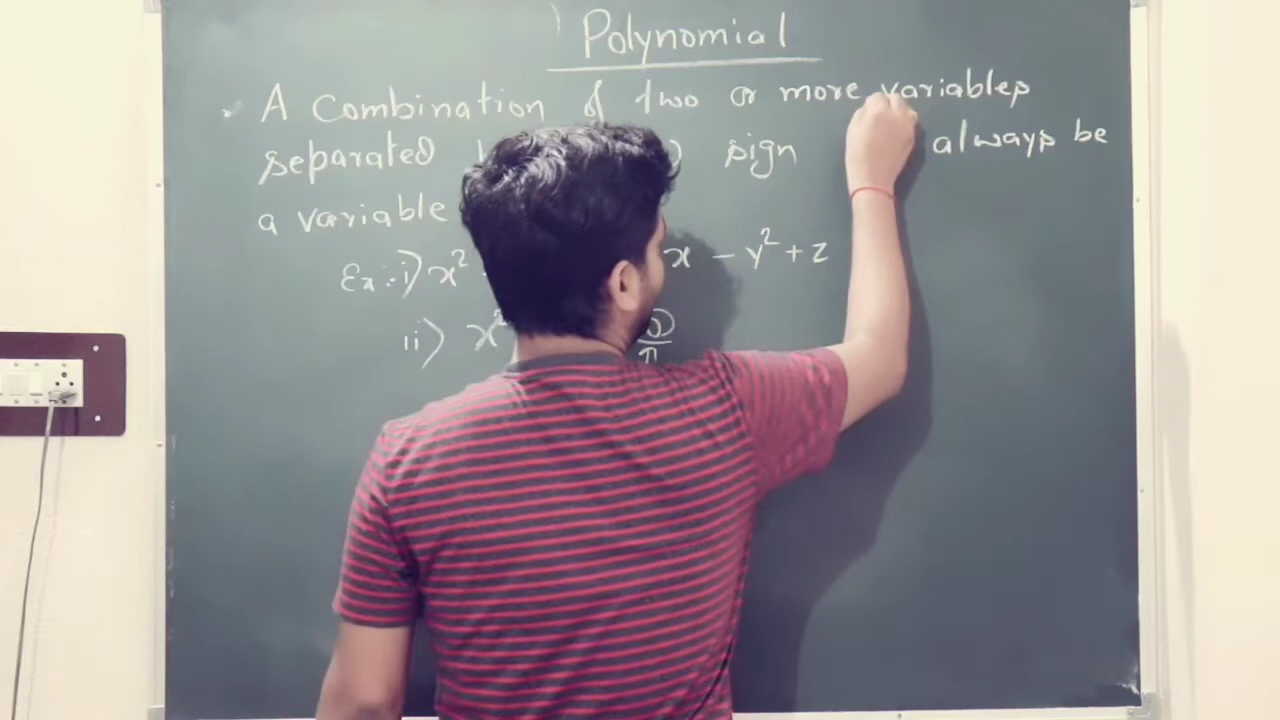 Polynomial
A combination of two or more variables
separated sign always be
a variable
Ex:- i) x² x - y² + z
ii) x²